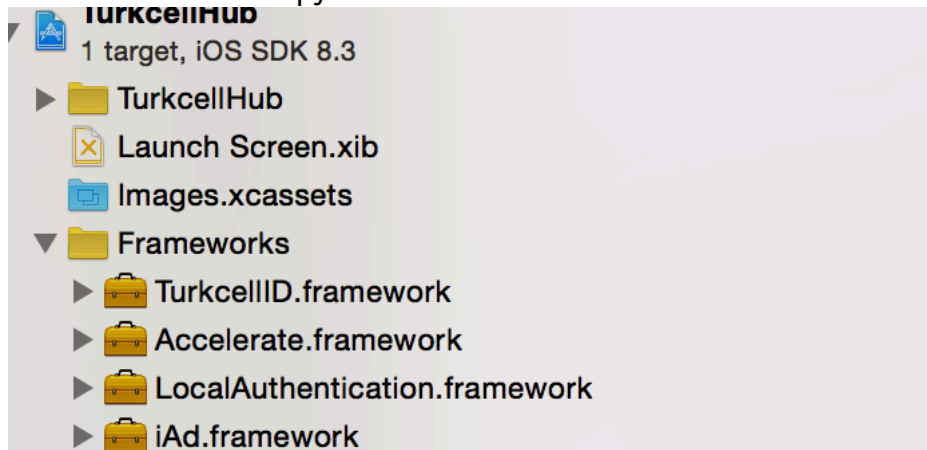 TurkcellHub
1 target, iOS SDK 8.3
TurkcellHub
Launch Screen.xib
Images.xcassets
Frameworks
TurkcellID.framework
Accelerate.framework
LocalAuthentication.framework
iAd.framework